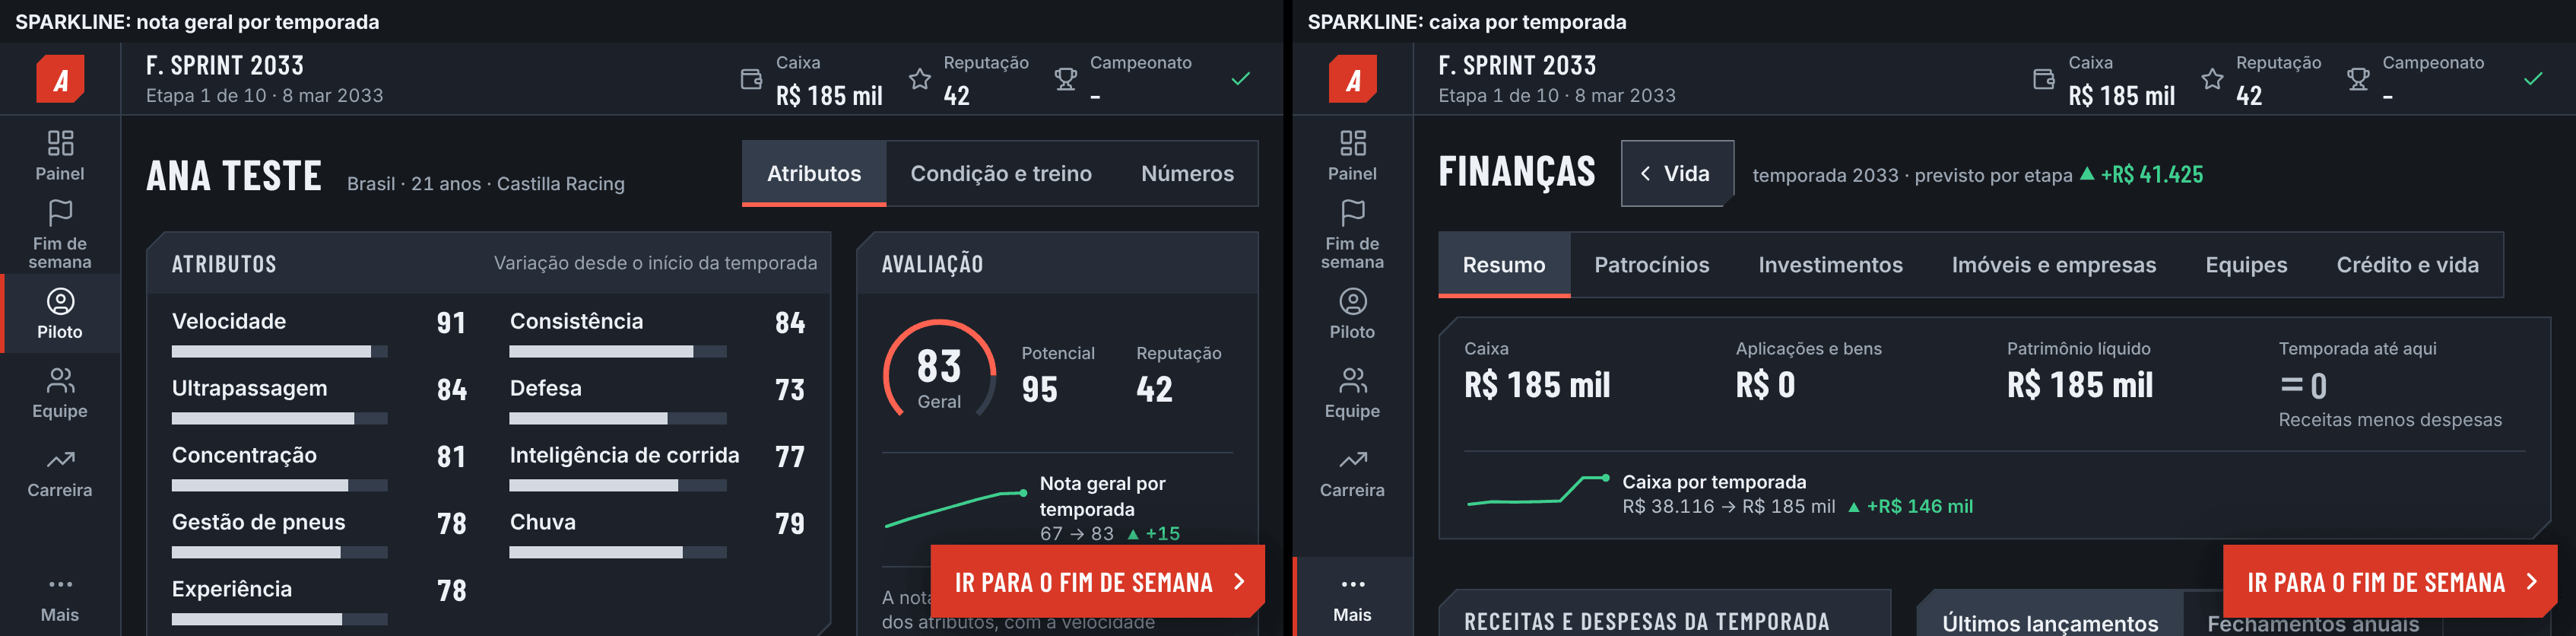 SPARKLINE: nota geral por temporada
A
F. SPRINT 2033
Etapa 1 de 10 · 8 mar 2033
Caixa
R$ 185 mil
Reputação
42
Campeonato
–
Painel
Fim de
semana
Piloto
Equipe
Carreira
Mais
ANA TESTE
Brasil · 21 anos · Castilla Racing
Atributos
Condição e treino
Números
ATRIBUTOS
Variação desde o início da temporada
Velocidade 91
Consistência 84
Ultrapassagem 84
Defesa 73
Concentração 81
Inteligência de corrida 77
Gestão de pneus 78
Chuva 79
Experiência 78
AVALIAÇÃO
83
Geral
Potencial
95
Reputação
42
Nota geral por
temporada
67 → 83 ▲ +15
A nota
dos atributos, com a velocidade
IR PARA O FIM DE SEMANA
SPARKLINE: caixa por temporada
A
F. SPRINT 2033
Etapa 1 de 10 · 8 mar 2033
Caixa
R$ 185 mil
Reputação
42
Campeonato
–
Painel
Fim de
semana
Piloto
Equipe
Carreira
Mais
FINANÇAS
Vida
temporada 2033 · previsto por etapa ▲ +R$ 41.425
Resumo
Patrocínios
Investimentos
Imóveis e empresas
Equipes
Crédito e vida
Caixa
R$ 185 mil
Aplicações e bens
R$ 0
Patrimônio líquido
R$ 185 mil
Temporada até aqui
= 0
Receitas menos despesas
Caixa por temporada
R$ 38.116 → R$ 185 mil ▲ +R$ 146 mil
IR PARA O FIM DE SEMANA
RECEITAS E DESPESAS DA TEMPORADA
Últimos lançamentos
Fechamentos anuais